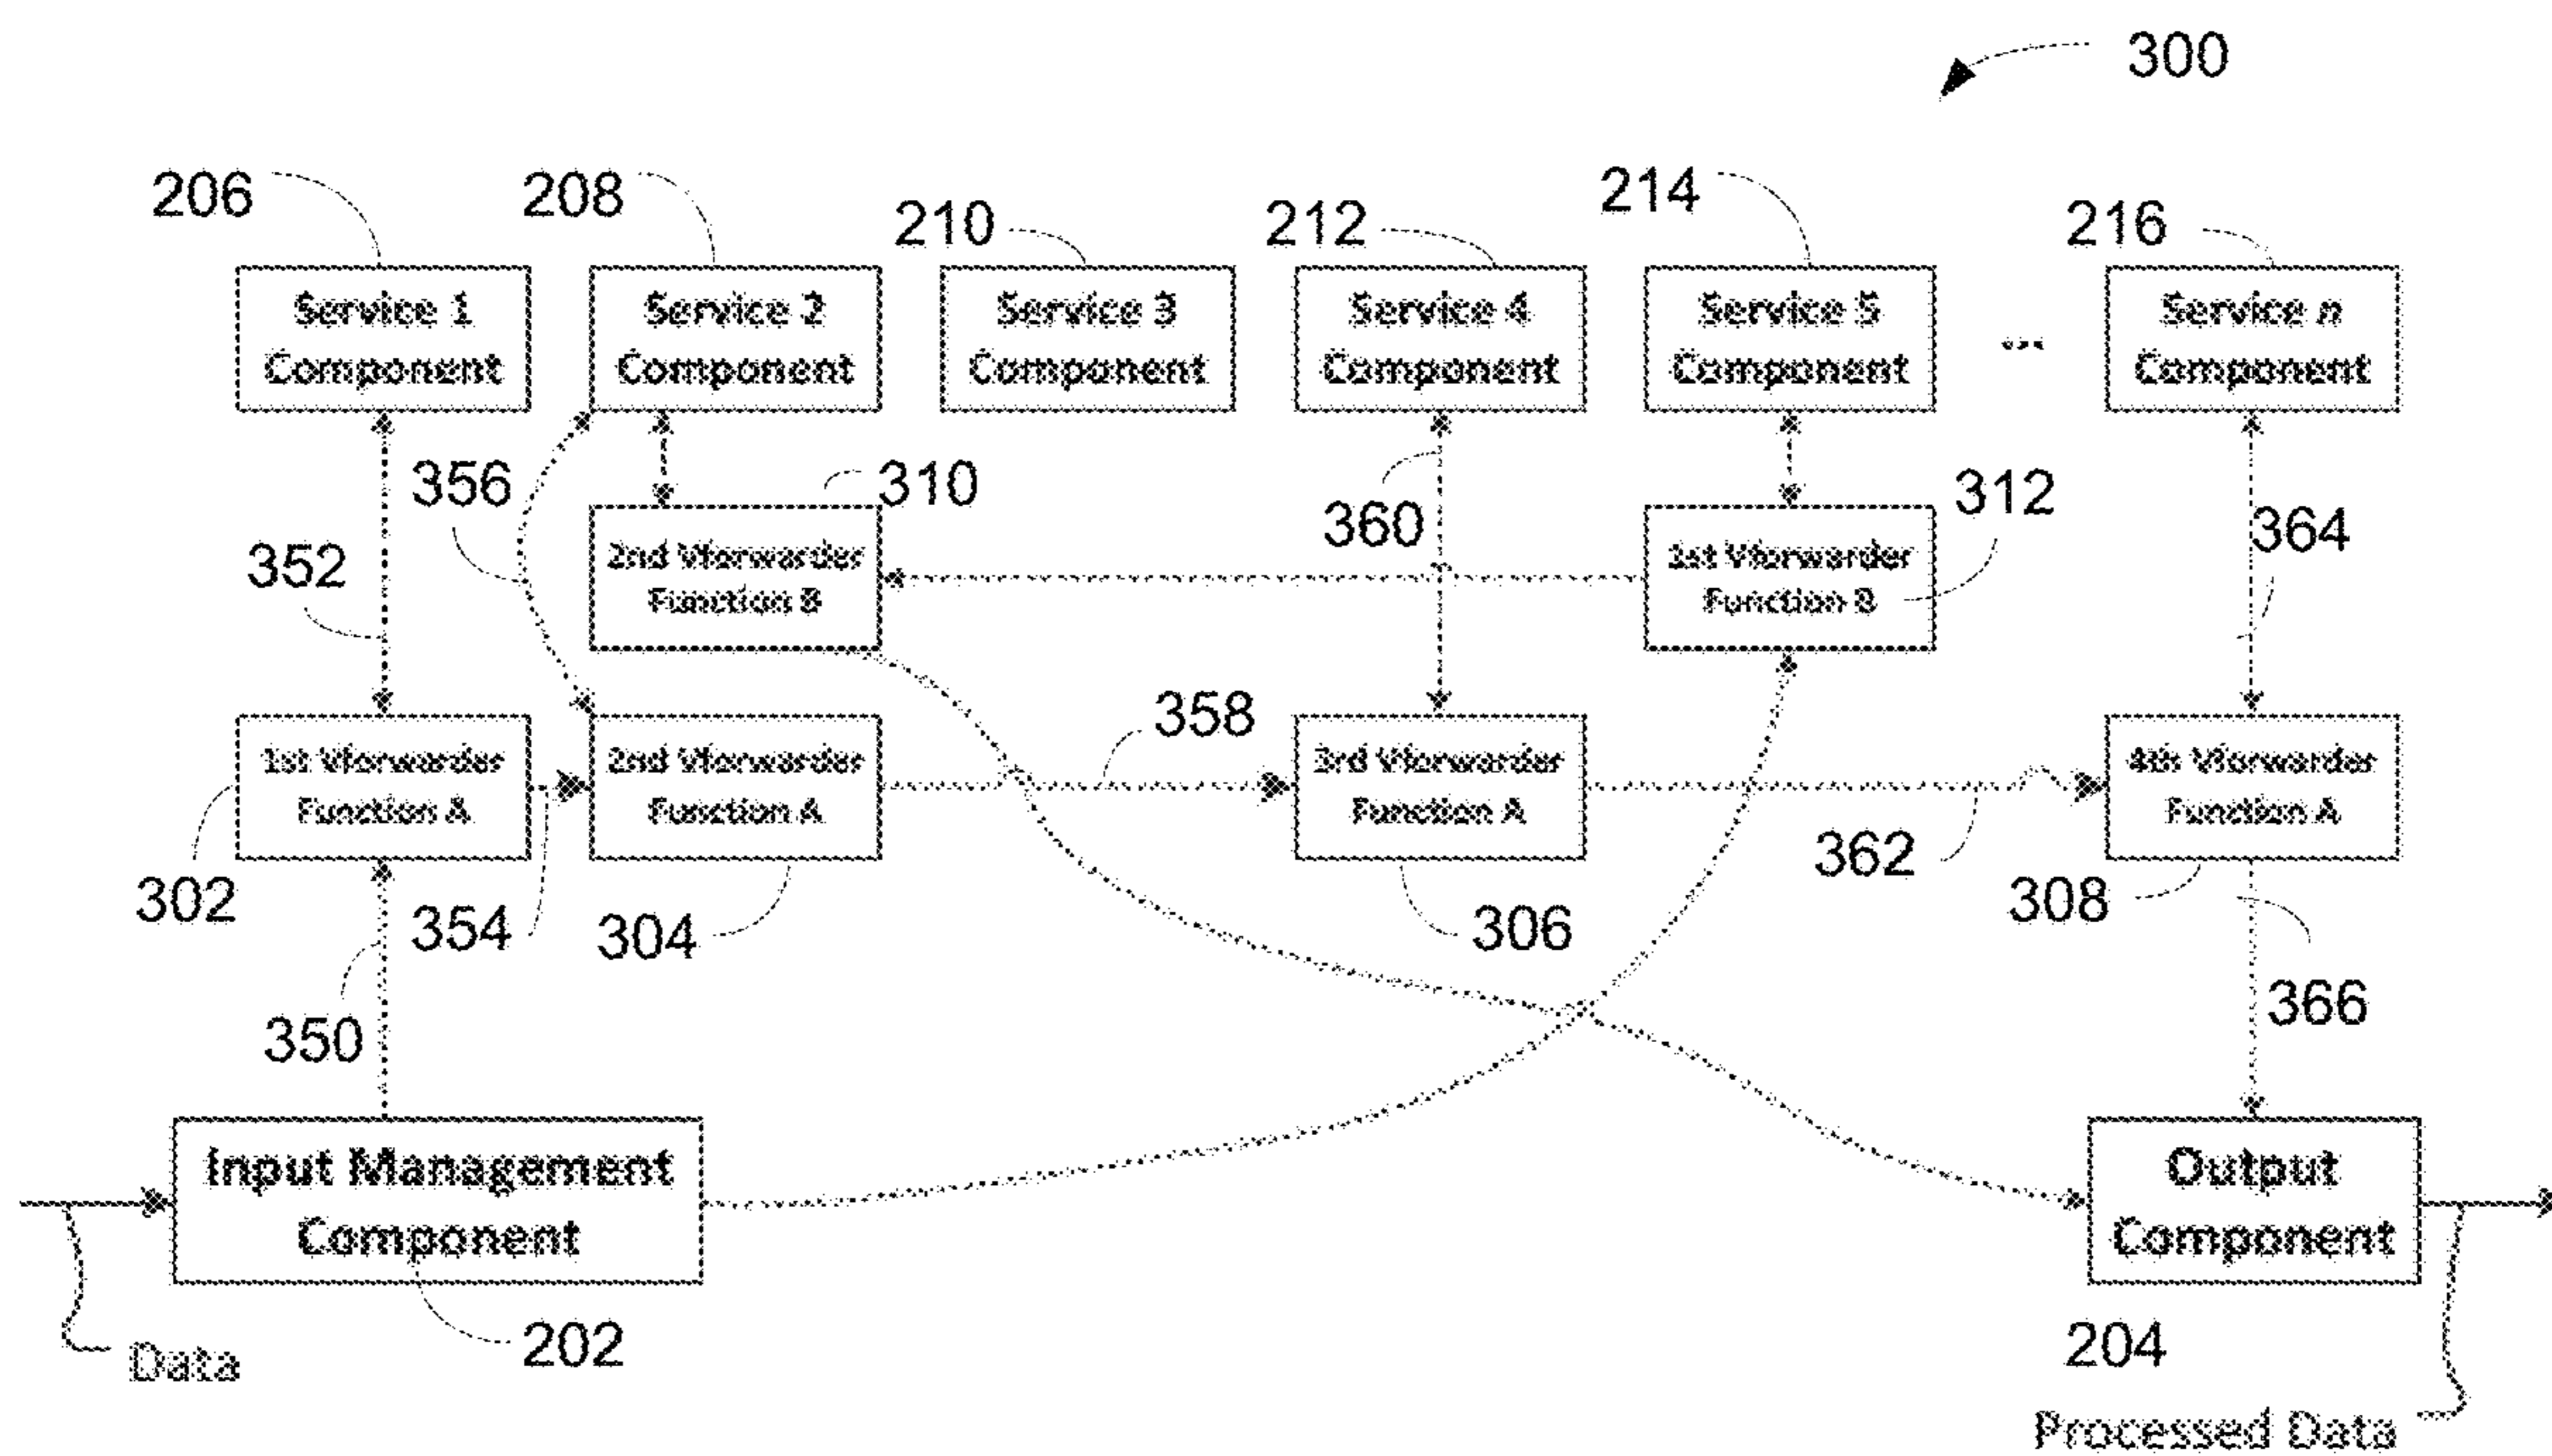 300
206
208
210
212
214
216
Service 1
Component
Service 2
Component
Service 3
Component
Service 4
Component
Service 5
Component
...
Service n
Component
352
356
310
360
312
364
2nd Vforwarder
Function B
1st Vforwarder
Function B
358
1st Vforwarder
Function A
2nd Vforwarder
Function A
3rd Vforwarder
Function A
4th Vforwarder
Function A
302
354
304
306
362
308
350
366
Input Management
Component
Output
Component
Data
202
204
Processed Data